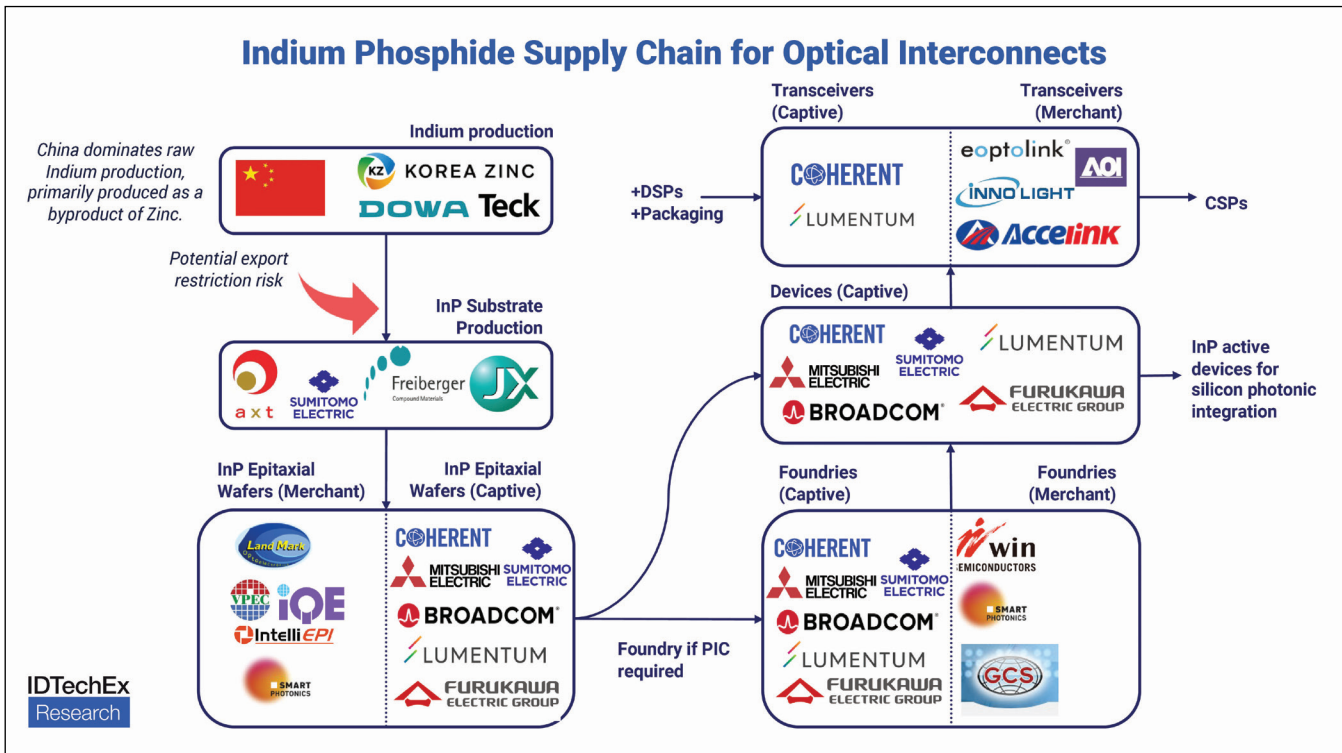 Indium Phosphide Supply Chain for Optical Interconnects
China dominates raw
Indium production,
primarily produced as a
byproduct of Zinc.
Indium production
KZ KOREA ZINC
DOWA Teck
Potential export
restriction risk
InP Substrate
Production
axt
SUMITOMO
ELECTRIC
Freiberger
Compound Materials
JX
InP Epitaxial
Wafers (Merchant)
InP Epitaxial
Wafers (Captive)
Land Mark
VPEC
iQE
IntelliEPI
SMART
PHOTONICS
COHERENT
MITSUBISHI
ELECTRIC
SUMITOMO
ELECTRIC
BROADCOM®
LUMENTUM
FURUKAWA
ELECTRIC GROUP
Foundry if PIC
required
Transceivers
(Captive)
Transceivers
(Merchant)
+DSPs
+Packaging
COHERENT
LUMENTUM
eoptolink®
AOI
INNOLIGHT
Accelink
CSPs
Devices (Captive)
COHERENT
MITSUBISHI
ELECTRIC
SUMITOMO
ELECTRIC
LUMENTUM
BROADCOM®
FURUKAWA
ELECTRIC GROUP
InP active
devices for
silicon photonic
integration
Foundries
(Captive)
Foundries
(Merchant)
COHERENT
MITSUBISHI
ELECTRIC
SUMITOMO
ELECTRIC
BROADCOM®
LUMENTUM
FURUKAWA
ELECTRIC GROUP
win
SEMICONDUCTORS
SMART
PHOTONICS
GCS
IDTechEx
Research